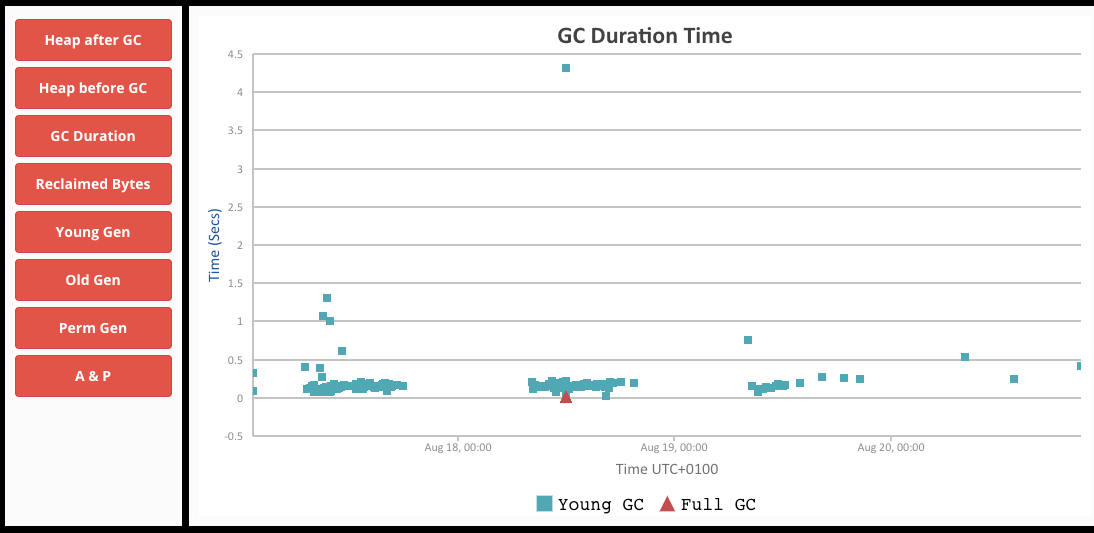 Heap after GC
Heap before GC
GC Duration
Reclaimed Bytes
Young Gen
Old Gen
Perm Gen
A & P
GC Duration Time
Time (Secs)
4.5
4
3.5
3
2.5
2
1.5
1
0.5
0
-0.5
Aug 18, 00:00 Aug 19, 00:00 Aug 20, 00:00
Time UTC+0100
Young GC Full GC